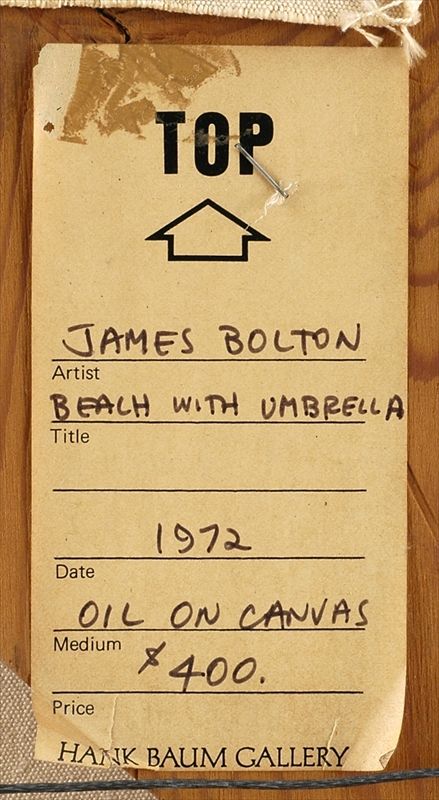 TOP
JAMES BOLTON
Artist
BEACH WITH UMBRELLA
Title
1972
Date
OIL ON CANVAS
Medium
$400.
Price
HANK BAUM GALLERY